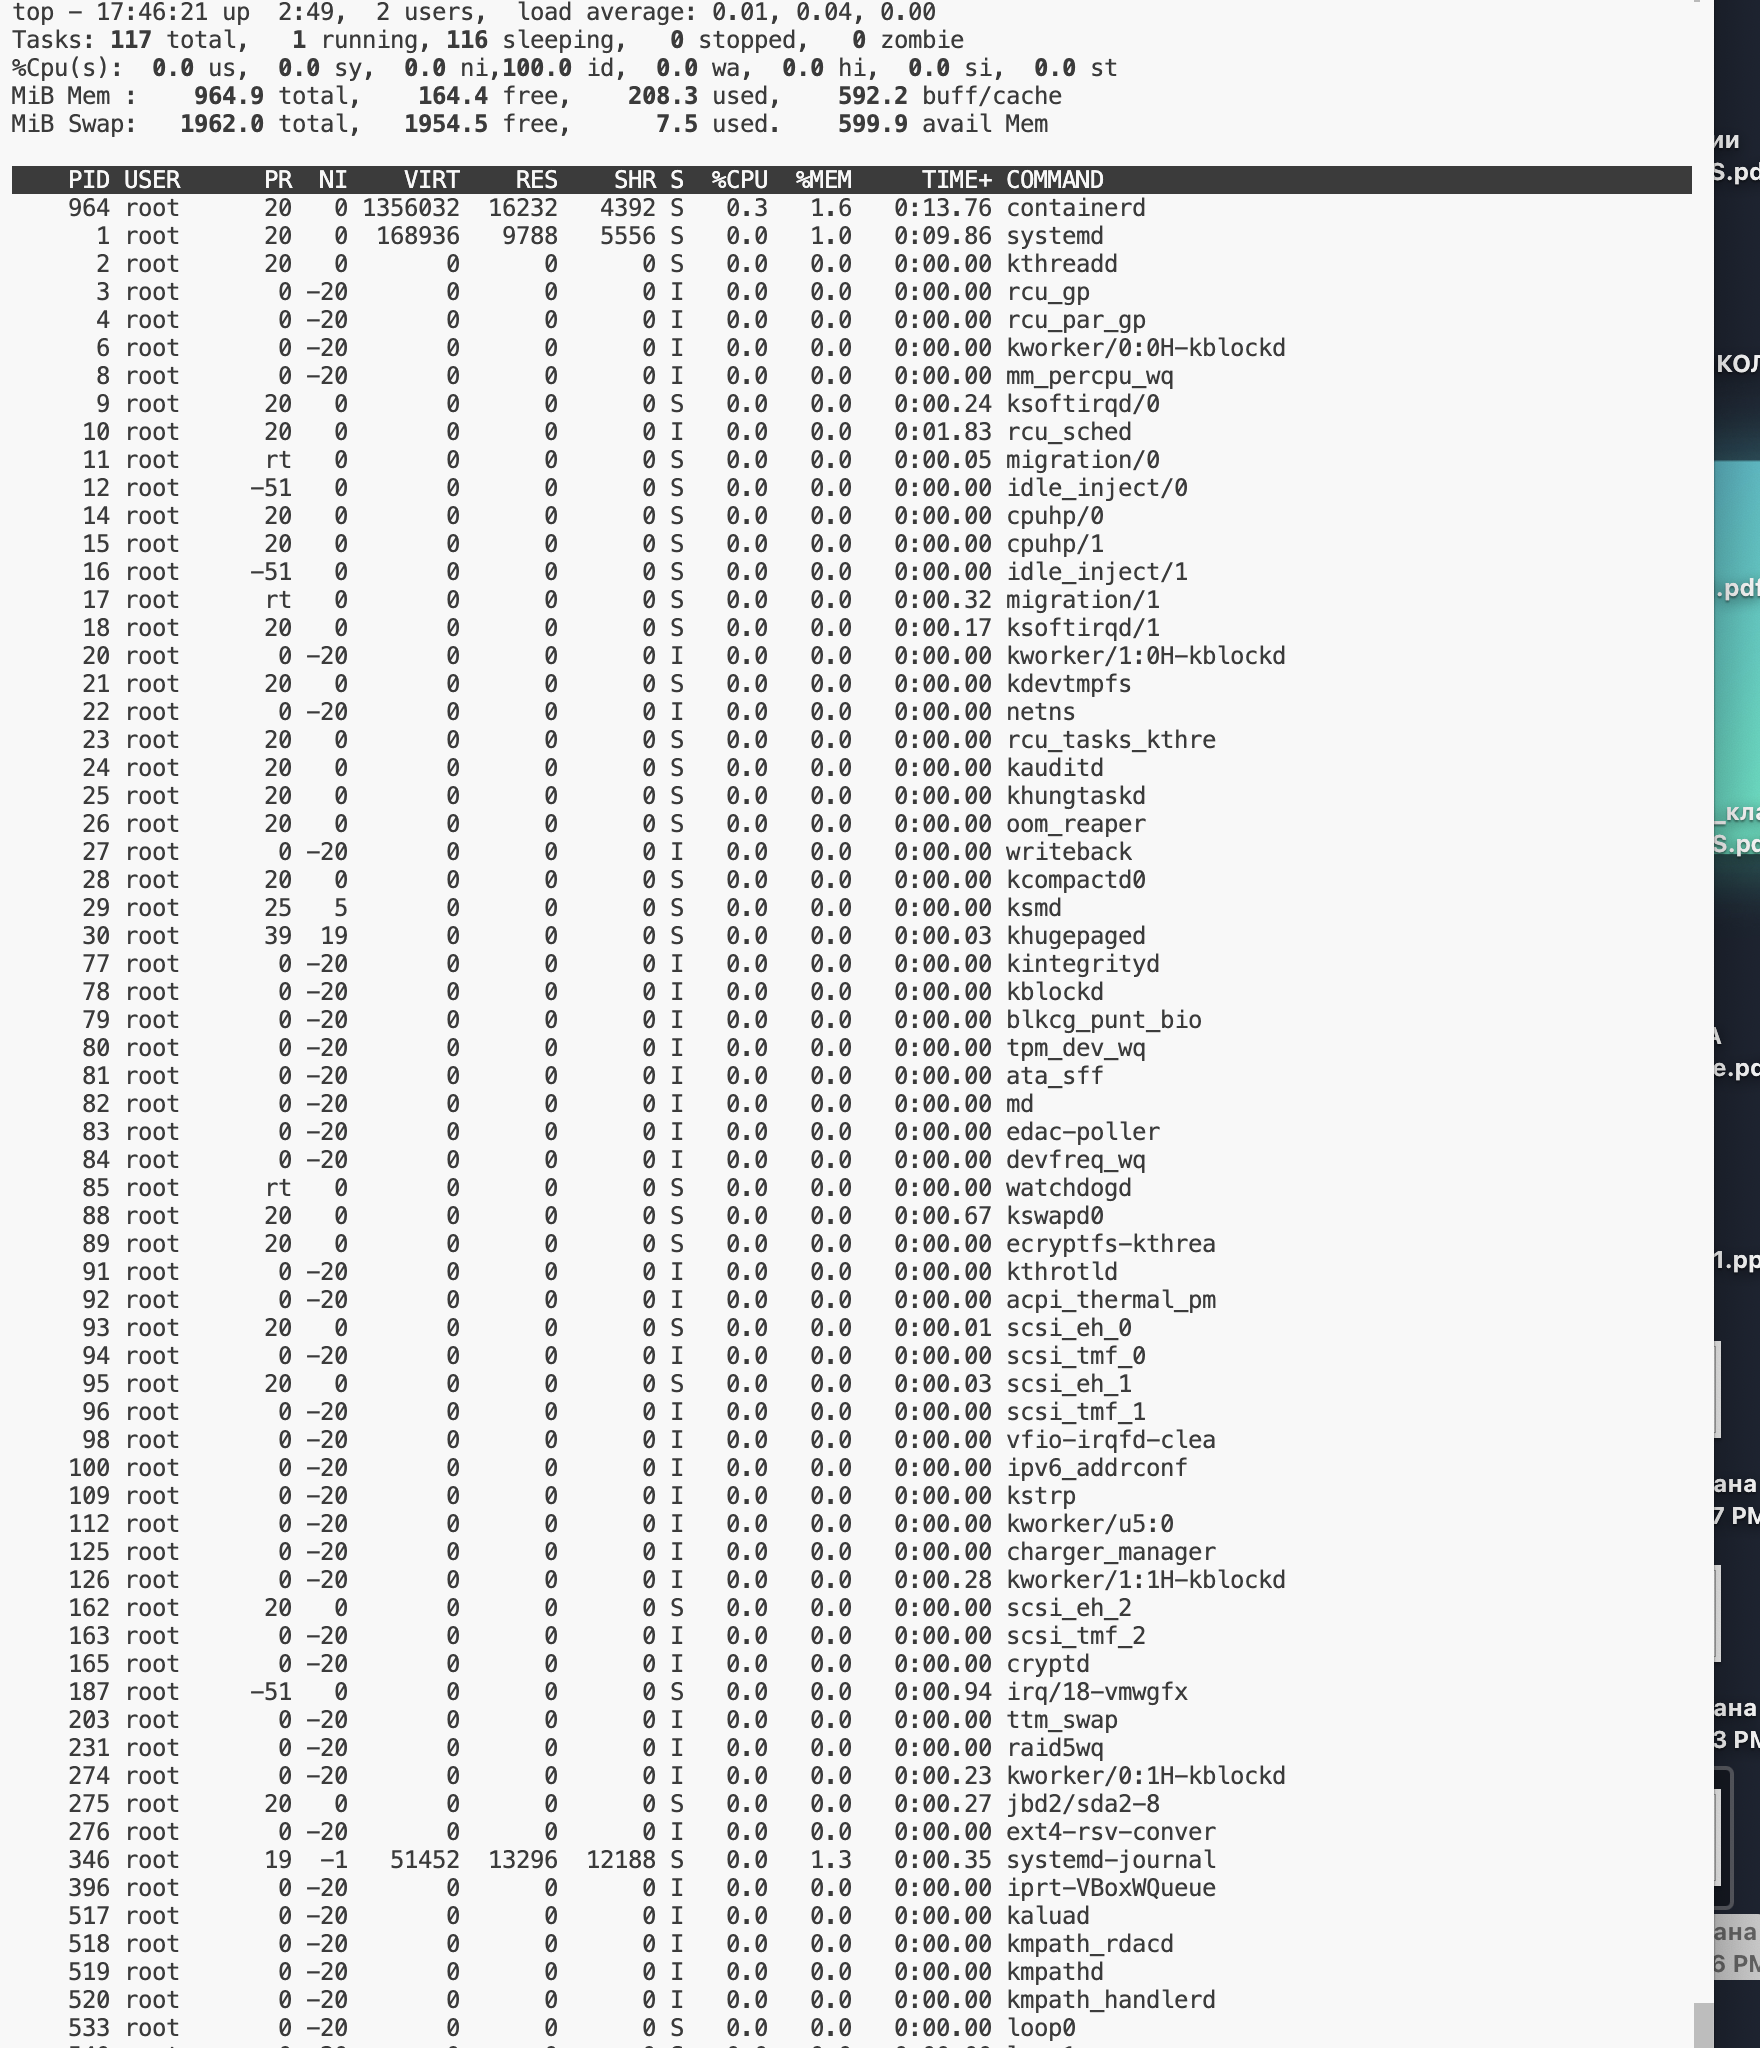 top - 17:46:21 up  2:49,  2 users,  load average: 0.01, 0.04, 0.00
Tasks: 117 total,   1 running, 116 sleeping,   0 stopped,   0 zombie
%Cpu(s):  0.0 us,  0.0 sy,  0.0 ni,100.0 id,  0.0 wa,  0.0 hi,  0.0 si,  0.0 st
MiB Mem :    964.9 total,    164.4 free,    208.3 used,    592.2 buff/cache
MiB Swap:   1962.0 total,   1954.5 free,      7.5 used.    599.9 avail Mem
PID USER PR NI VIRT RES SHR S %CPU %MEM TIME+ COMMAND
964 root 20 0 1356032 16232 4392 S 0.3 1.6 0:13.76 containerd
1 root 20 0 168936 9788 5556 S 0.0 1.0 0:09.86 systemd
2 root 20 0 0 0 0 S 0.0 0.0 0:00.00 kthreadd
3 root 0 -20 0 0 0 I 0.0 0.0 0:00.00 rcu_gp
4 root 0 -20 0 0 0 I 0.0 0.0 0:00.00 rcu_par_gp
6 root 0 -20 0 0 0 I 0.0 0.0 0:00.00 kworker/0:0H-kblockd
8 root 0 -20 0 0 0 I 0.0 0.0 0:00.00 mm_percpu_wq
9 root 20 0 0 0 0 S 0.0 0.0 0:00.24 ksoftirqd/0
10 root 20 0 0 0 0 I 0.0 0.0 0:01.83 rcu_sched
11 root rt 0 0 0 0 S 0.0 0.0 0:00.05 migration/0
12 root -51 0 0 0 0 S 0.0 0.0 0:00.00 idle_inject/0
14 root 20 0 0 0 0 S 0.0 0.0 0:00.00 cpuhp/0
15 root 20 0 0 0 0 S 0.0 0.0 0:00.00 cpuhp/1
16 root -51 0 0 0 0 S 0.0 0.0 0:00.00 idle_inject/1
17 root rt 0 0 0 0 S 0.0 0.0 0:00.32 migration/1
18 root 20 0 0 0 0 S 0.0 0.0 0:00.17 ksoftirqd/1
20 root 0 -20 0 0 0 I 0.0 0.0 0:00.00 kworker/1:0H-kblockd
21 root 20 0 0 0 0 S 0.0 0.0 0:00.00 kdevtmpfs
22 root 0 -20 0 0 0 I 0.0 0.0 0:00.00 netns
23 root 20 0 0 0 0 S 0.0 0.0 0:00.00 rcu_tasks_kthre
24 root 20 0 0 0 0 S 0.0 0.0 0:00.00 kauditd
25 root 20 0 0 0 0 S 0.0 0.0 0:00.00 khungtaskd
26 root 20 0 0 0 0 S 0.0 0.0 0:00.00 oom_reaper
27 root 0 -20 0 0 0 I 0.0 0.0 0:00.00 writeback
28 root 20 0 0 0 0 S 0.0 0.0 0:00.00 kcompactd0
29 root 25 5 0 0 0 S 0.0 0.0 0:00.00 ksmd
30 root 39 19 0 0 0 S 0.0 0.0 0:00.03 khugepaged
77 root 0 -20 0 0 0 I 0.0 0.0 0:00.00 kintegrityd
78 root 0 -20 0 0 0 I 0.0 0.0 0:00.00 kblockd
79 root 0 -20 0 0 0 I 0.0 0.0 0:00.00 blkcg_punt_bio
80 root 0 -20 0 0 0 I 0.0 0.0 0:00.00 tpm_dev_wq
81 root 0 -20 0 0 0 I 0.0 0.0 0:00.00 ata_sff
82 root 0 -20 0 0 0 I 0.0 0.0 0:00.00 md
83 root 0 -20 0 0 0 I 0.0 0.0 0:00.00 edac-poller
84 root 0 -20 0 0 0 I 0.0 0.0 0:00.00 devfreq_wq
85 root rt 0 0 0 0 S 0.0 0.0 0:00.00 watchdogd
88 root 20 0 0 0 0 S 0.0 0.0 0:00.67 kswapd0
89 root 20 0 0 0 0 S 0.0 0.0 0:00.00 ecryptfs-kthrea
91 root 0 -20 0 0 0 I 0.0 0.0 0:00.00 kthrotld
92 root 0 -20 0 0 0 I 0.0 0.0 0:00.00 acpi_thermal_pm
93 root 20 0 0 0 0 S 0.0 0.0 0:00.01 scsi_eh_0
94 root 0 -20 0 0 0 I 0.0 0.0 0:00.00 scsi_tmf_0
95 root 20 0 0 0 0 S 0.0 0.0 0:00.03 scsi_eh_1
96 root 0 -20 0 0 0 I 0.0 0.0 0:00.00 scsi_tmf_1
98 root 0 -20 0 0 0 I 0.0 0.0 0:00.00 vfio-irqfd-clea
100 root 0 -20 0 0 0 I 0.0 0.0 0:00.00 ipv6_addrconf
109 root 0 -20 0 0 0 I 0.0 0.0 0:00.00 kstrp
112 root 0 -20 0 0 0 I 0.0 0.0 0:00.00 kworker/u5:0
125 root 0 -20 0 0 0 I 0.0 0.0 0:00.00 charger_manager
126 root 0 -20 0 0 0 I 0.0 0.0 0:00.28 kworker/1:1H-kblockd
162 root 20 0 0 0 0 S 0.0 0.0 0:00.00 scsi_eh_2
163 root 0 -20 0 0 0 I 0.0 0.0 0:00.00 scsi_tmf_2
165 root 0 -20 0 0 0 I 0.0 0.0 0:00.00 cryptd
187 root -51 0 0 0 0 S 0.0 0.0 0:00.94 irq/18-vmwgfx
203 root 0 -20 0 0 0 I 0.0 0.0 0:00.00 ttm_swap
231 root 0 -20 0 0 0 I 0.0 0.0 0:00.00 raid5wq
274 root 0 -20 0 0 0 I 0.0 0.0 0:00.23 kworker/0:1H-kblockd
275 root 20 0 0 0 0 S 0.0 0.0 0:00.27 jbd2/sda2-8
276 root 0 -20 0 0 0 I 0.0 0.0 0:00.00 ext4-rsv-conver
346 root 19 -1 51452 13296 12188 S 0.0 1.3 0:00.35 systemd-journal
396 root 0 -20 0 0 0 I 0.0 0.0 0:00.00 iprt-VBoxWQueue
517 root 0 -20 0 0 0 I 0.0 0.0 0:00.00 kaluad
518 root 0 -20 0 0 0 I 0.0 0.0 0:00.00 kmpath_rdacd
519 root 0 -20 0 0 0 I 0.0 0.0 0:00.00 kmpathd
520 root 0 -20 0 0 0 I 0.0 0.0 0:00.00 kmpath_handlerd
533 root 0 -20 0 0 0 S 0.0 0.0 0:00.00 loop0